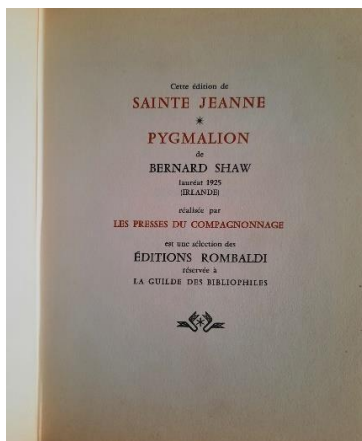 Cette édition de
SAINTE JEANNE
*
PYGMALION
de
BERNARD SHAW
lauréat 1925
(IRLANDE)
réalisée par
LES PRESSES DU COMPAGNONNAGE
est une sélection des
ÉDITIONS ROMBALDI
réservée à
LA GUILDE DES BIBLIOPHILES